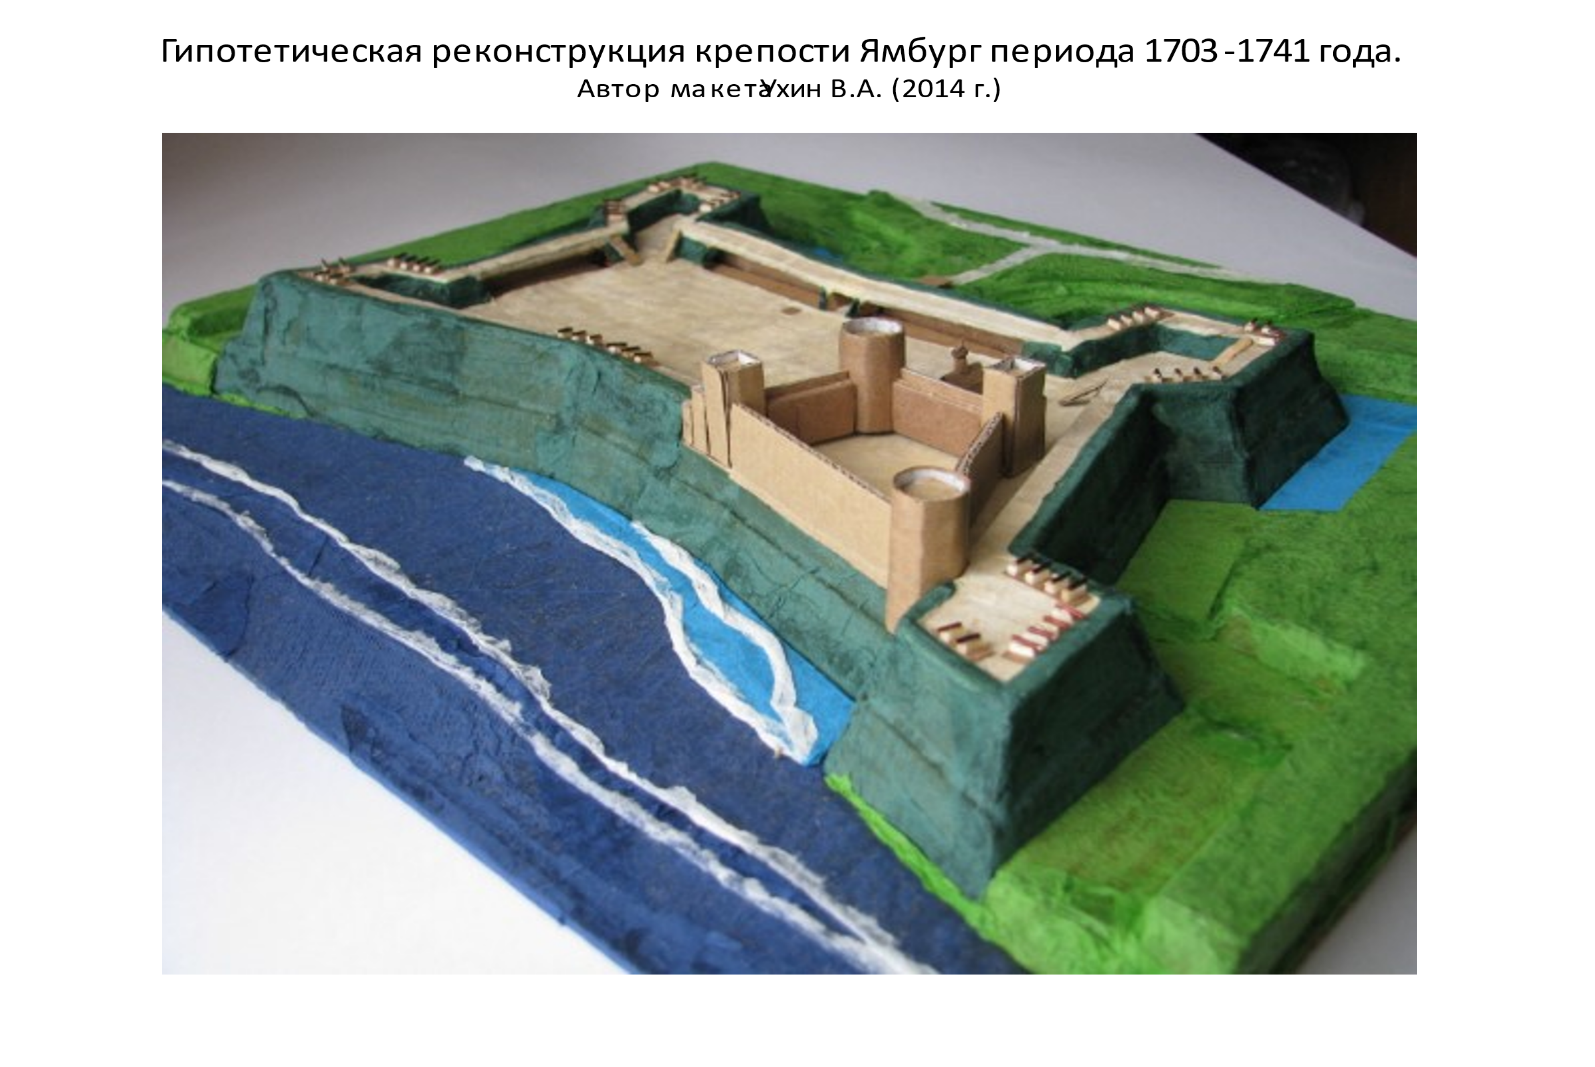 Гипотетическая реконструкция крепости Ямбург периода 1703-1741 года.
Автор макета Ухин В.А. (2014 г.)